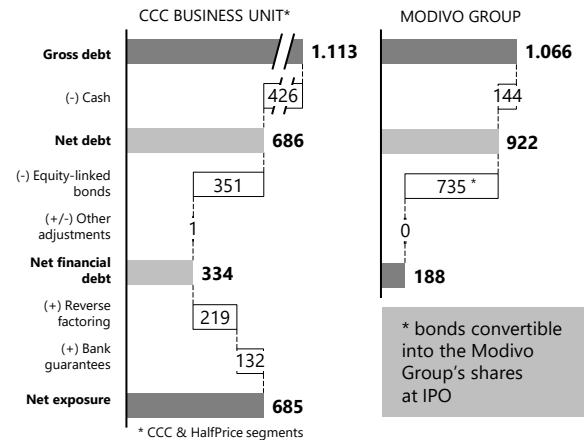 CCC BUSINESS UNIT*
MODIVO GROUP
Gross debt 1.113 1.066
(-) Cash 426 144
Net debt 686 922
(-) Equity-linked
bonds 351 735 *
(+/-) Other
adjustments 1 0
Net financial
debt 334 188
(+) Reverse
factoring 219
(+) Bank
guarantees 132
Net exposure 685
* CCC & HalfPrice segments
* bonds convertible
into the Modivo
Group's shares
at IPO